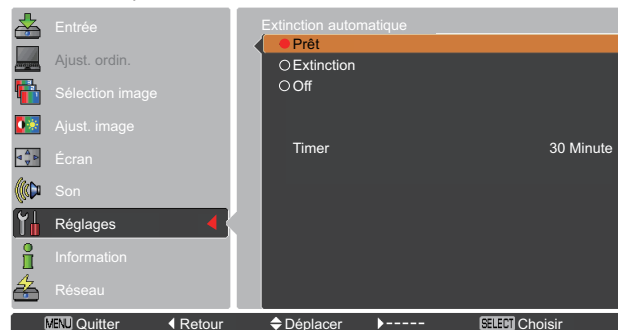 Entrée
Ajust. ordin.
Sélection image
Ajust. image
Écran
Son
Réglages
Information
Réseau
Extinction automatique
Prêt
Extinction
Off
Timer 30 Minute
MENU Quitter Retour Déplacer ----- SELECT Choisir